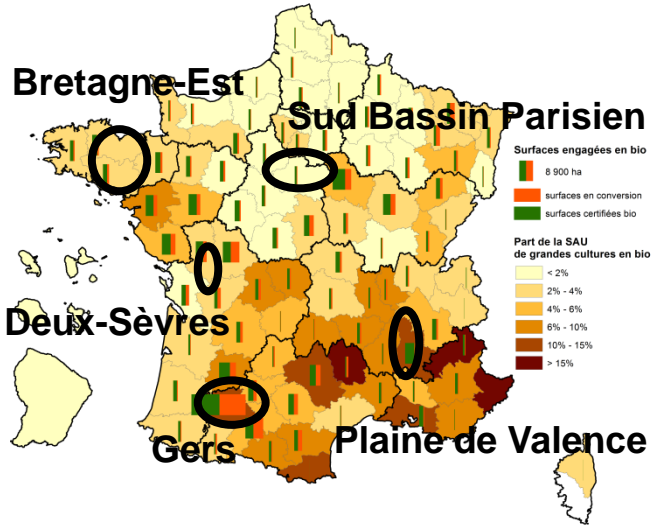 Bretagne-Est
Sud Bassin Parisien
Surfaces engagées en bio
8 900 ha
surfaces en conversion
surfaces certifiées bio
Part de la SAU
de grandes cultures en bio
< 2%
2% - 4%
4% - 6%
6% - 10%
10% - 15%
> 15%
Deux-Sèvres
Gers
Plaine de Valence